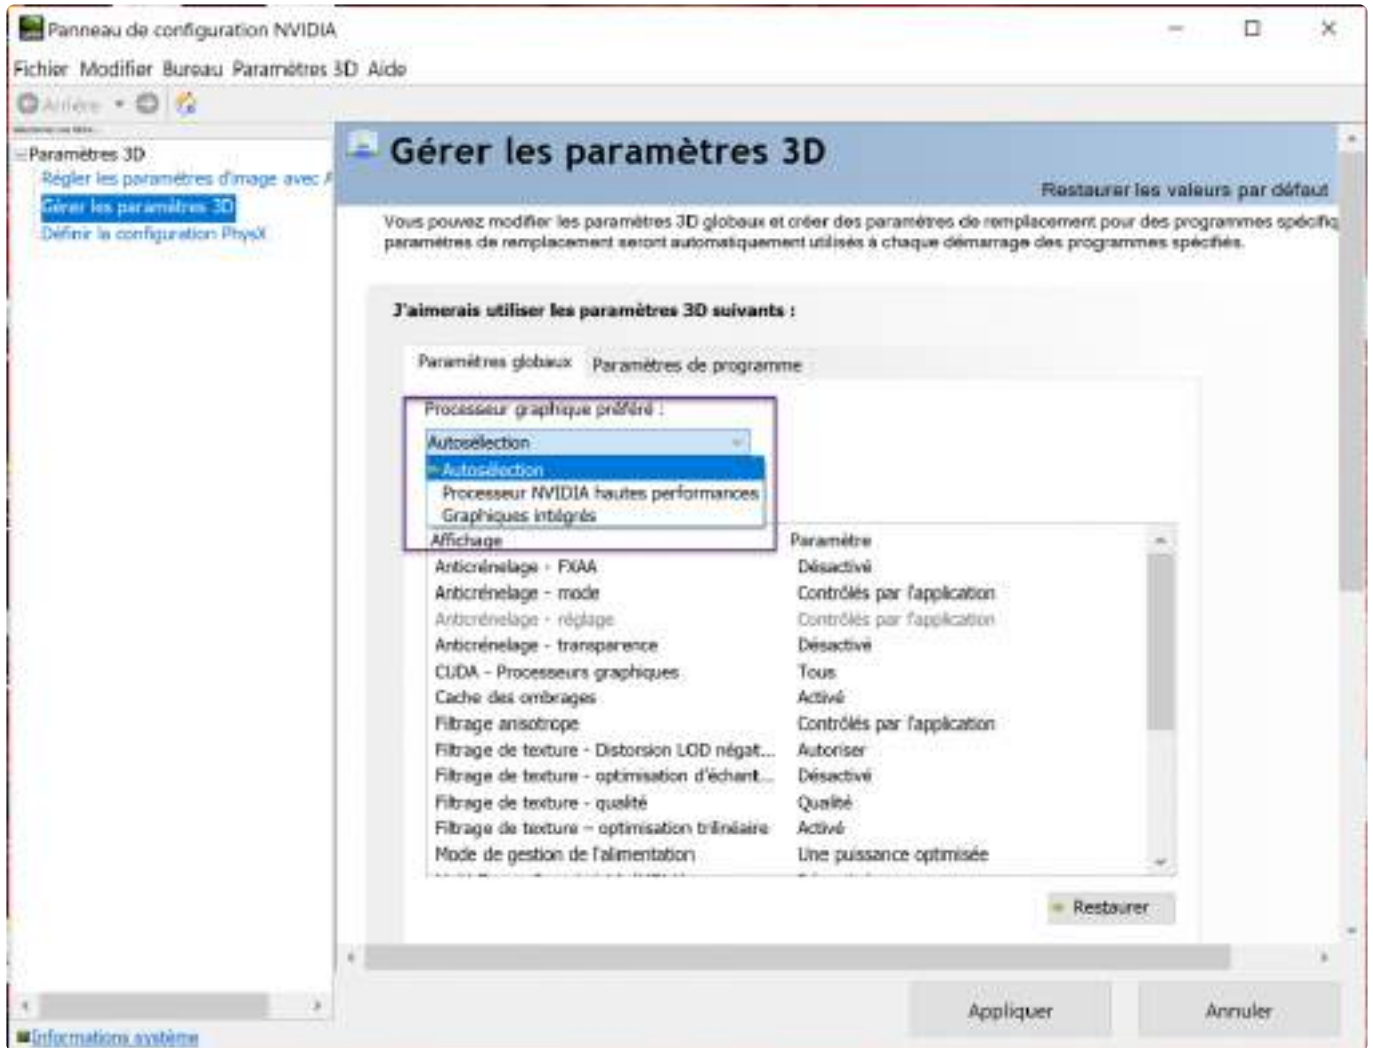 Panneau de configuration NVIDIA
Fichier Modifier Bureau Paramètres 3D Aide
Arrière
Paramètres 3D
Régler les paramètres d'image avec A
Gérer les paramètres 3D
Définir la configuration PhysX
Gérer les paramètres 3D
Restaurer les valeurs par défaut
Vous pouvez modifier les paramètres 3D globaux et créer des paramètres de remplacement pour des programmes spécifiq
paramètres de remplacement seront automatiquement utilisés à chaque démarrage des programmes spécifiés.
J'aimerais utiliser les paramètres 3D suivants :
Paramètres globaux Paramètres de programme
Processeur graphique préféré :
Autosélection
Autosélection
Processeur NVIDIA hautes performances
Graphiques intégrés
Affichage Paramètre
Anticrénelage - FXAA Désactivé
Anticrénelage - mode Contrôlés par l'application
Anticrénelage - réglage Contrôlés par l'application
Anticrénelage - transparence Désactivé
CUDA - Processeurs graphiques Tous
Cache des ombrages Activé
Filtrage anisotrope Contrôlés par l'application
Filtrage de texture - Distorsion LOD négat... Autoriser
Filtrage de texture - optimisation d'échant... Désactivé
Filtrage de texture - qualité Qualité
Filtrage de texture – optimisation trilinéaire Activé
Mode de gestion de l'alimentation Une puissance optimisée
Restaurer
Appliquer Annuler
Informations système